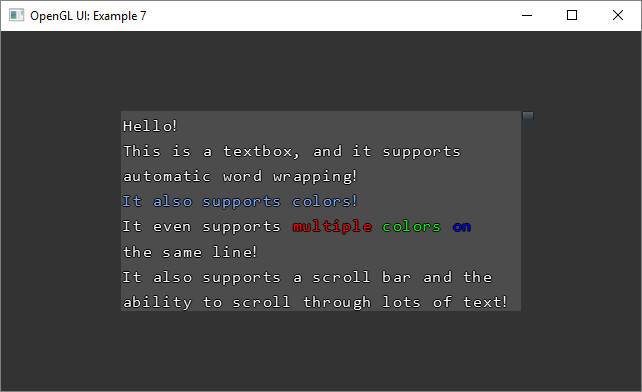 OpenGL UI: Example 7
Hello!
This is a textbox, and it supports
automatic word wrapping!
It also supports colors!
It even supports multiple colors on
the same line!
It also supports a scroll bar and the
ability to scroll through lots of text!